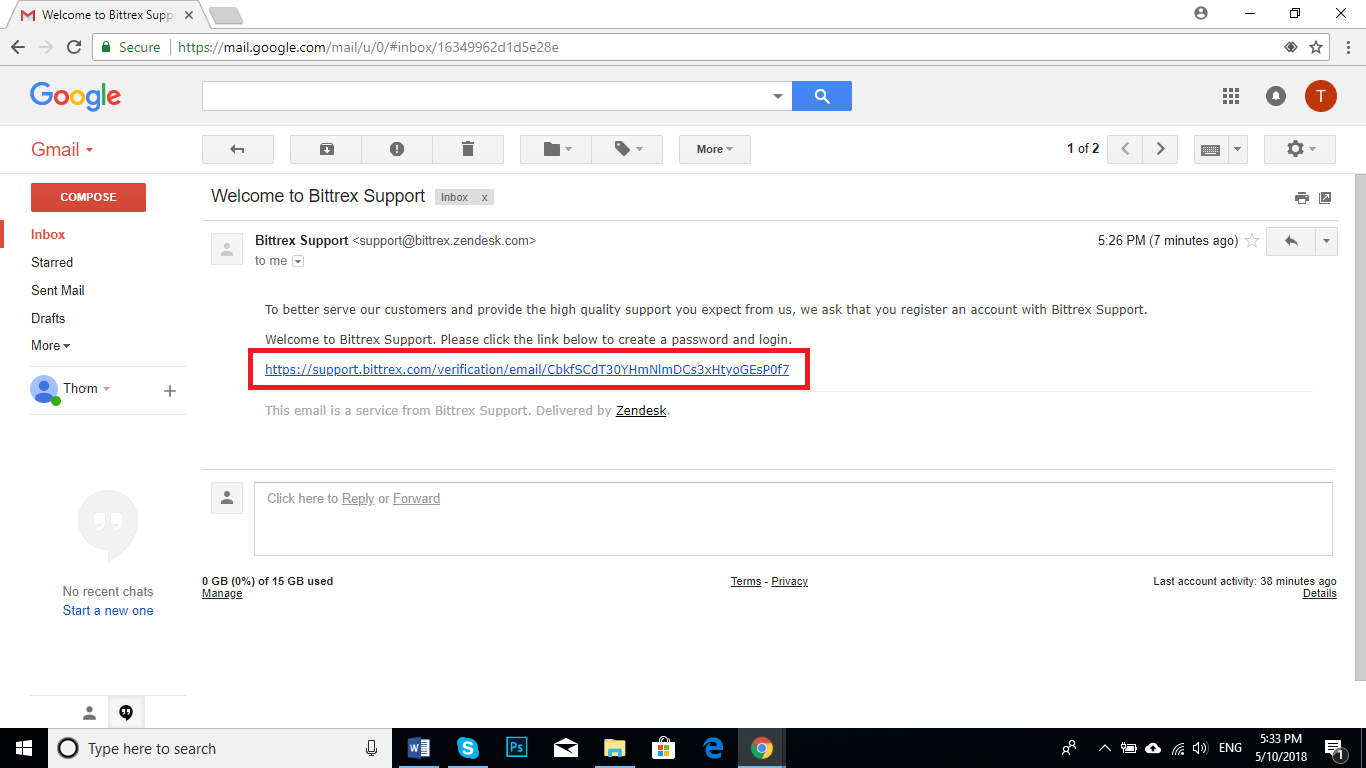 Welcome to Bittrex Supp
Secure https://mail.google.com/mail/u/0/#inbox/16349962d1d5e28e
Google
T
Gmail
More
1 of 2
COMPOSE
Welcome to Bittrex Support Inbox x
Inbox
Starred
Sent Mail
Drafts
More
Bittrex Support <support@bittrex.zendesk.com>
5:26 PM (7 minutes ago)
to me
To better serve our customers and provide the high quality support you expect from us, we ask that you register an account with Bittrex Support.
Welcome to Bittrex Support. Please click the link below to create a password and login.
https://support.bittrex.com/verification/email/CbkfSCdT30YHmNlmDCs3xHtyoGEsP0f7
This email is a service from Bittrex Support. Delivered by Zendesk.
Thơm
Click here to Reply or Forward
No recent chats
Start a new one
0 GB (0%) of 15 GB used
Manage
Terms - Privacy
Last account activity: 38 minutes ago
Details
Type here to search
W
S
Ps
ENG
5:33 PM
5/10/2018
1